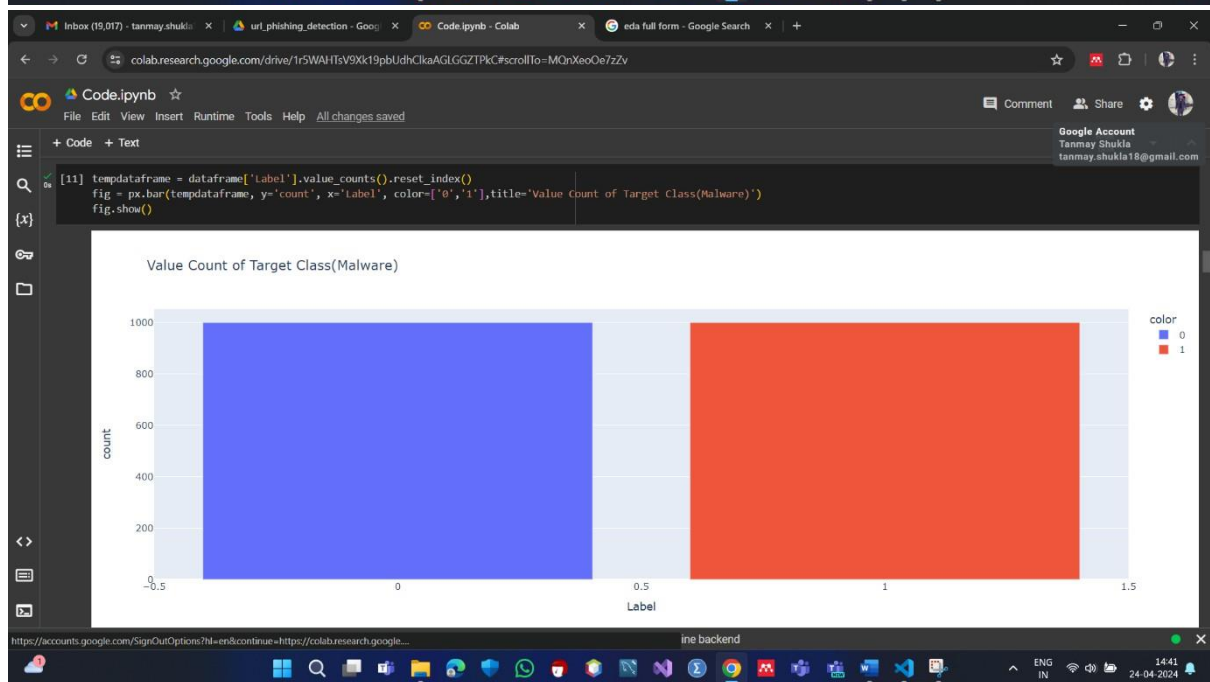 Inbox (19,017) - tanmay.shukla
url_phishing_detection - Goog
Code.ipynb - Colab
eda full form - Google Search
colab.research.google.com/drive/1r5WAHTsV9Xk19pbUdhClkaAGLGGZTPkC#scrollTo=MQnXeoOe7zZv
Code.ipynb
Comment Share
File Edit View Insert Runtime Tools Help All changes saved
Google Account
Tanmay Shukla
tanmay.shukla18@gmail.com
+ Code + Text
0s
[11] tempdataframe = dataframe['Label'].value_counts().reset_index()
fig = px.bar(tempdataframe, y='count', x='Label', color=['0','1'],title='Value Count of Target Class(Malware)')
fig.show()
{x}
Value Count of Target Class(Malware)
1000
800
600
400
200
0
count
−0.5 0 0.5 1 1.5
Label
color
0
1
https://accounts.google.com/SignOutOptions?hl=en&continue=https://colab.research.google....
ine backend
ENG
IN
14:41
24-04-2024